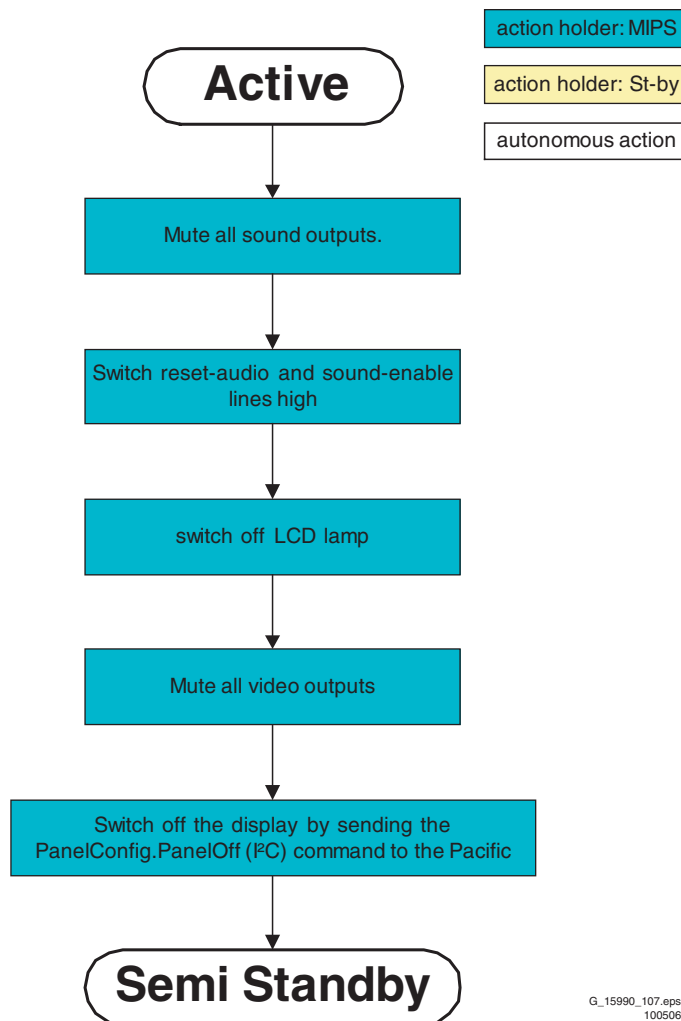 action holder: MIPS
action holder: St-by
autonomous action
Active
Mute all sound outputs.
Switch reset-audio and sound-enable
lines high
switch off LCD lamp
Mute all video outputs
Switch off the display by sending the
PanelConfig.PanelOff (I²C) command to the Pacific
Semi Standby
G_15990_107.eps
100506